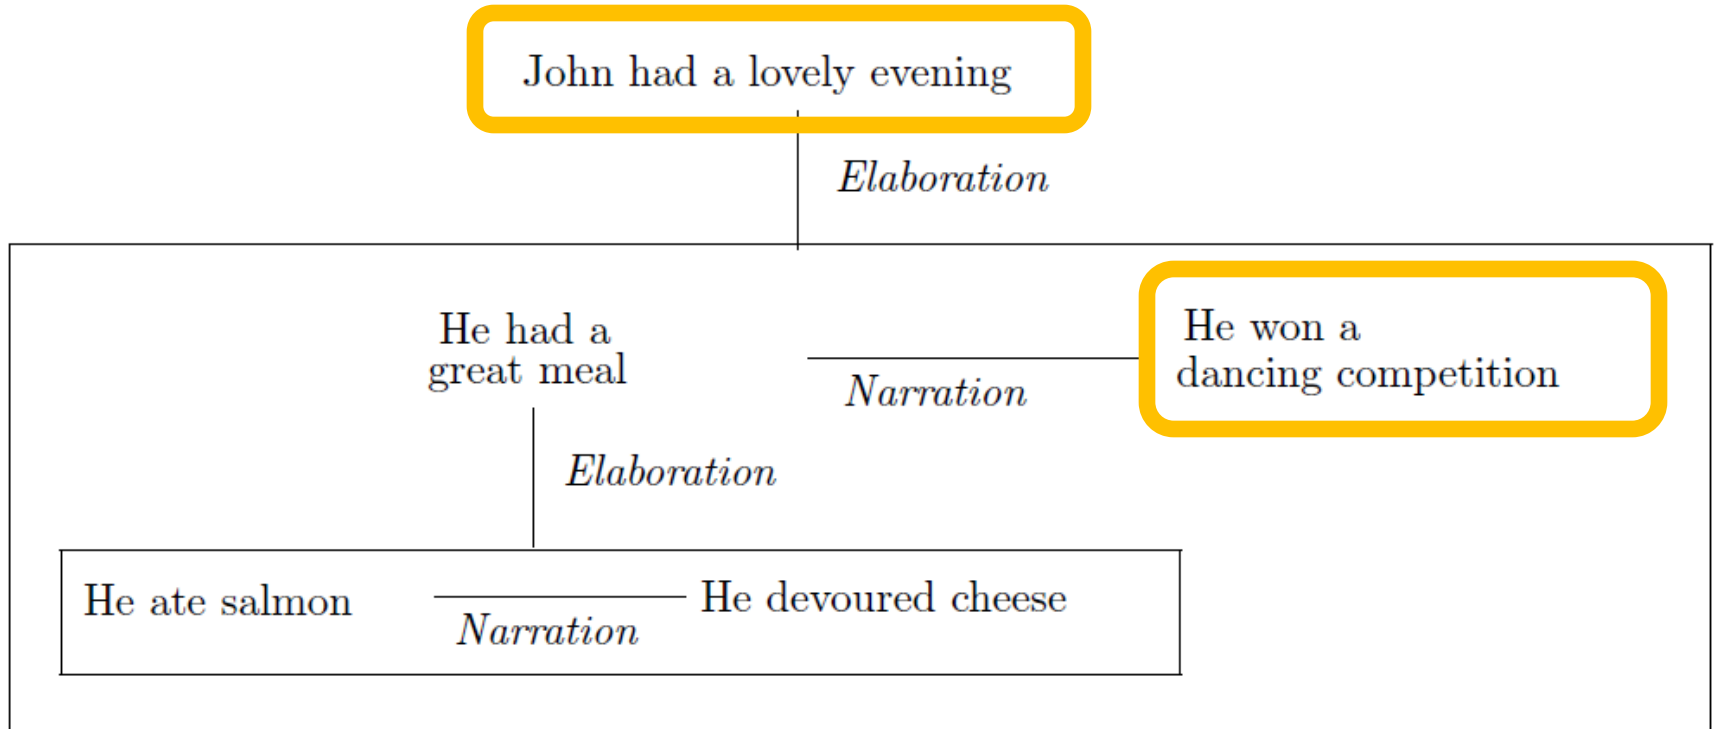 John had a lovely evening
Elaboration
He had a
great meal
Narration
He won a
dancing competition
Elaboration
He ate salmon
Narration
He devoured cheese